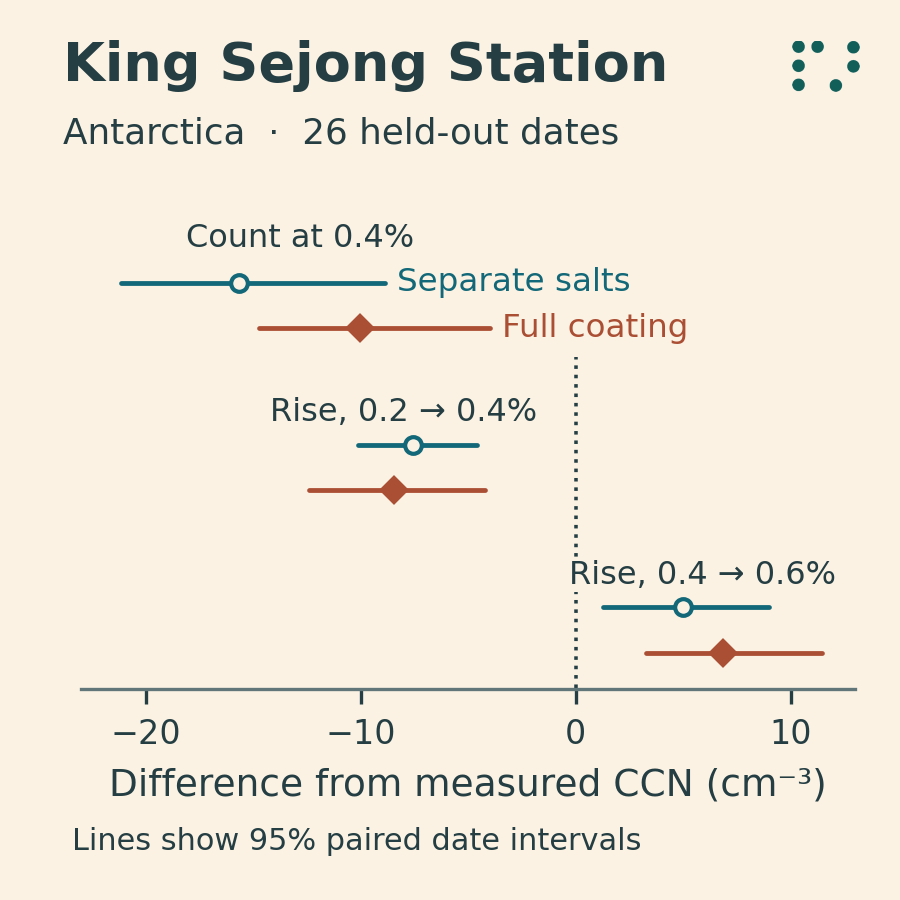 King Sejong Station
Antarctica · 26 held-out dates
Count at 0.4%
Separate salts
Full coating
Rise, 0.2 → 0.4%
Rise, 0.4 → 0.6%
−20 −10 0 10
Difference from measured CCN (cm⁻³)
Lines show 95% paired date intervals